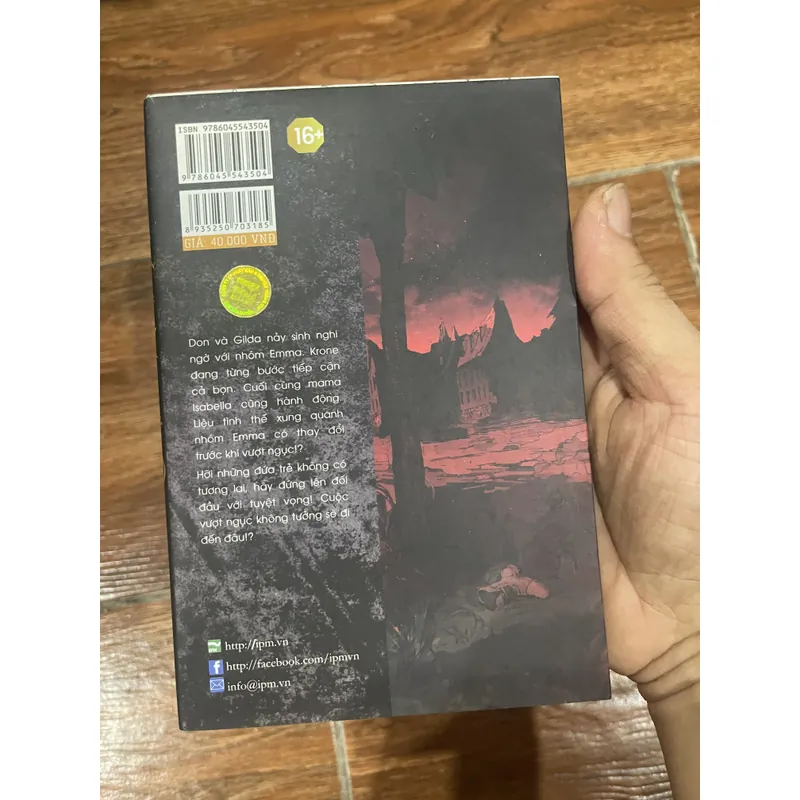 ISBN 9786045543504
16+
9 786045 543504
8 935250 703185
GIÁ: 40 000 VNĐ
Don và Gilda nảy sinh nghi
ngờ với nhóm Emma. Krone
đang từng bước tiếp cận
cả bọn. Cuối cùng mama
Isabella cũng hành động.
Liệu tình thế xung quanh
nhóm Emma có thay đổi
trước khi vượt ngục!?
Hỡi những đứa trẻ không có
tương lai, hãy đứng lên đối
đầu với tuyệt vọng! Cuộc
vượt ngục không tưởng sẽ đi
đến đâu!?
http://ipm.vn
http://facebook.com/ipmvn
info@ipm.vn